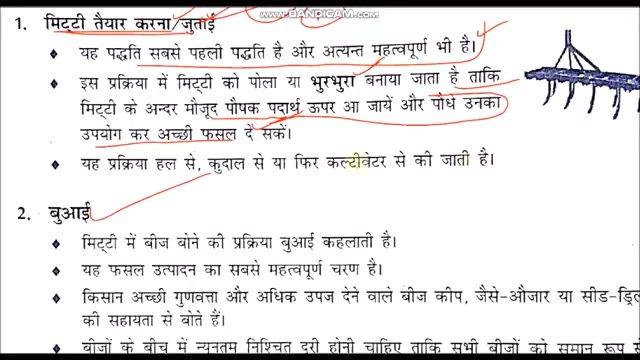 WWW.BANDICAM.COM
1. मिट्टी तैयार करना/जुताई
◆ यह पद्धति सबसे पहली पद्धति है और अत्यन्त महत्वपूर्ण भी है।
◆ इस प्रक्रिया में मिट्टी को पोला या भुरभुरा बनाया जाता है ताकि
मिट्टी के अन्दर मौजूद पौषक पदार्थ ऊपर आ जायें और पौधे उनका
उपयोग कर अच्छी फसल दें सकें।
◆ यह प्रक्रिया हल से, कुदाल से या फिर कल्टीवेटर से की जाती है।
2. बुआई
◆ मिट्टी में बीज बोने की प्रक्रिया बुआई कहलाती है।
◆ यह फसल उत्पादन का सबसे महत्वपूर्ण चरण है।
◆ किसान अच्छी गुणवत्ता और अधिक उपज देने वाले बीज कीप, जैसे-औजार या सीड-ड्रिल
की सहायता से बोते हैं।
◆ बीजों के बीच में न्यूनतम निश्चित दूरी होनी चाहिए ताकि सभी बीजों को समान रूप से